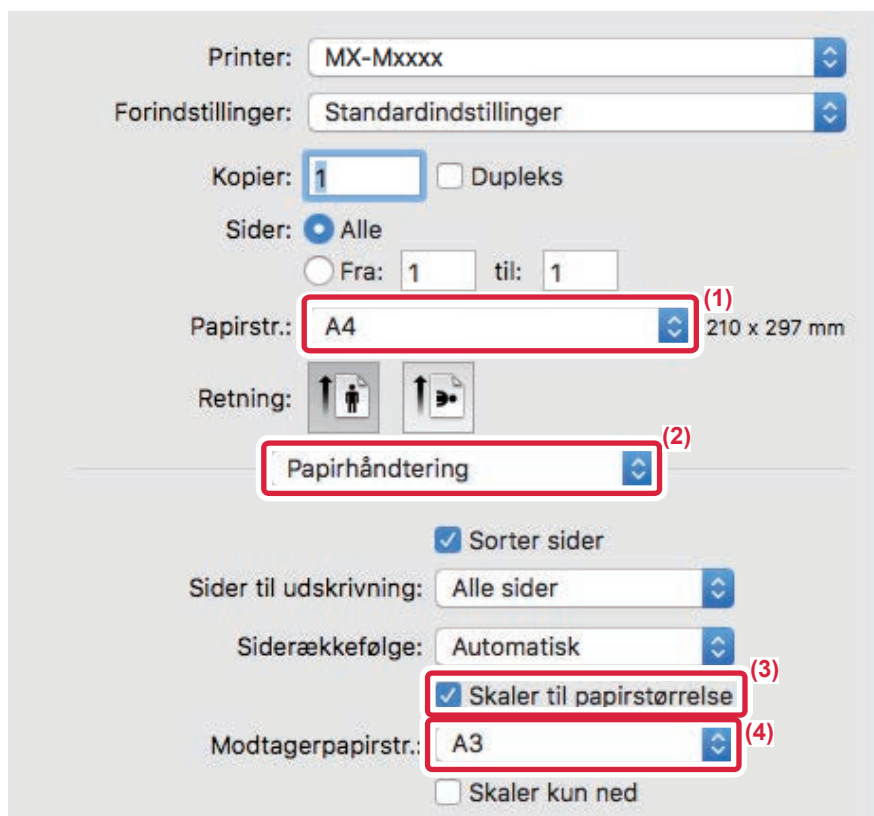 Printer: MX-Mxxxx
Forindstillinger: Standardindstillinger
Kopier: 1 Dupleks
Sider: Alle
Fra: 1 til: 1
(1)
Papirstr.: A4 210 x 297 mm
Retning:
(2)
Papirhåndtering
Sorter sider
Sider til udskrivning: Alle sider
Siderækkefølge: Automatisk
(3)
Skaler til papirstørrelse
Modtagerpapirstr.: A3 (4)
Skaler kun ned